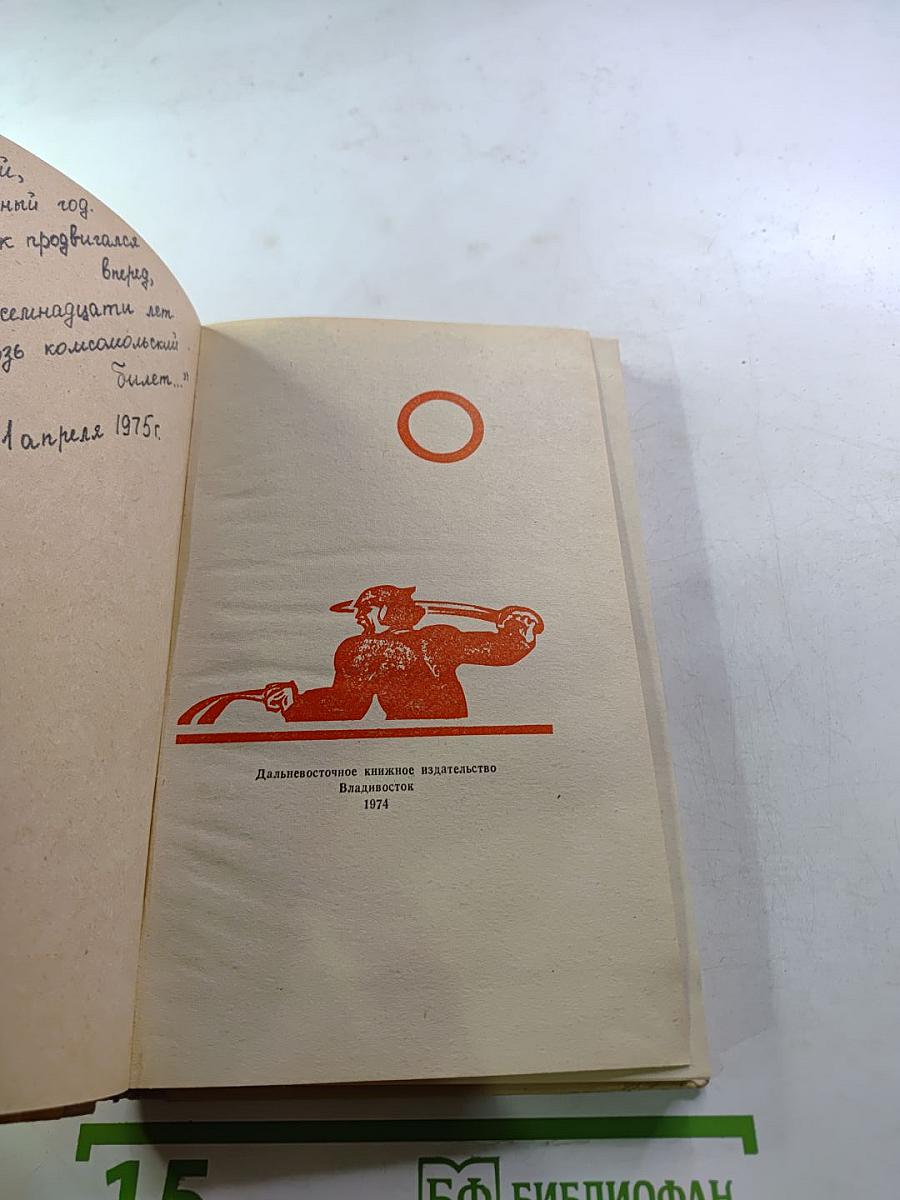 й,
ный год.
к продвигался
вперед,
семнадцати лет
озь комсомольский
билет..."
1 апреля 1975г.
Дальневосточное книжное издательство
Владивосток
1974
15
БФ БИБЛИОФАН